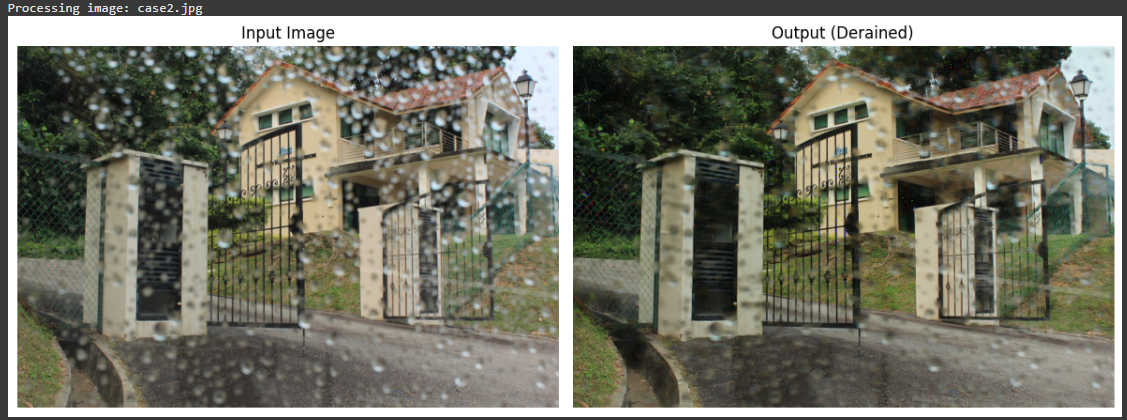 Processing image: case2.jpg
Input Image
Output (Derained)